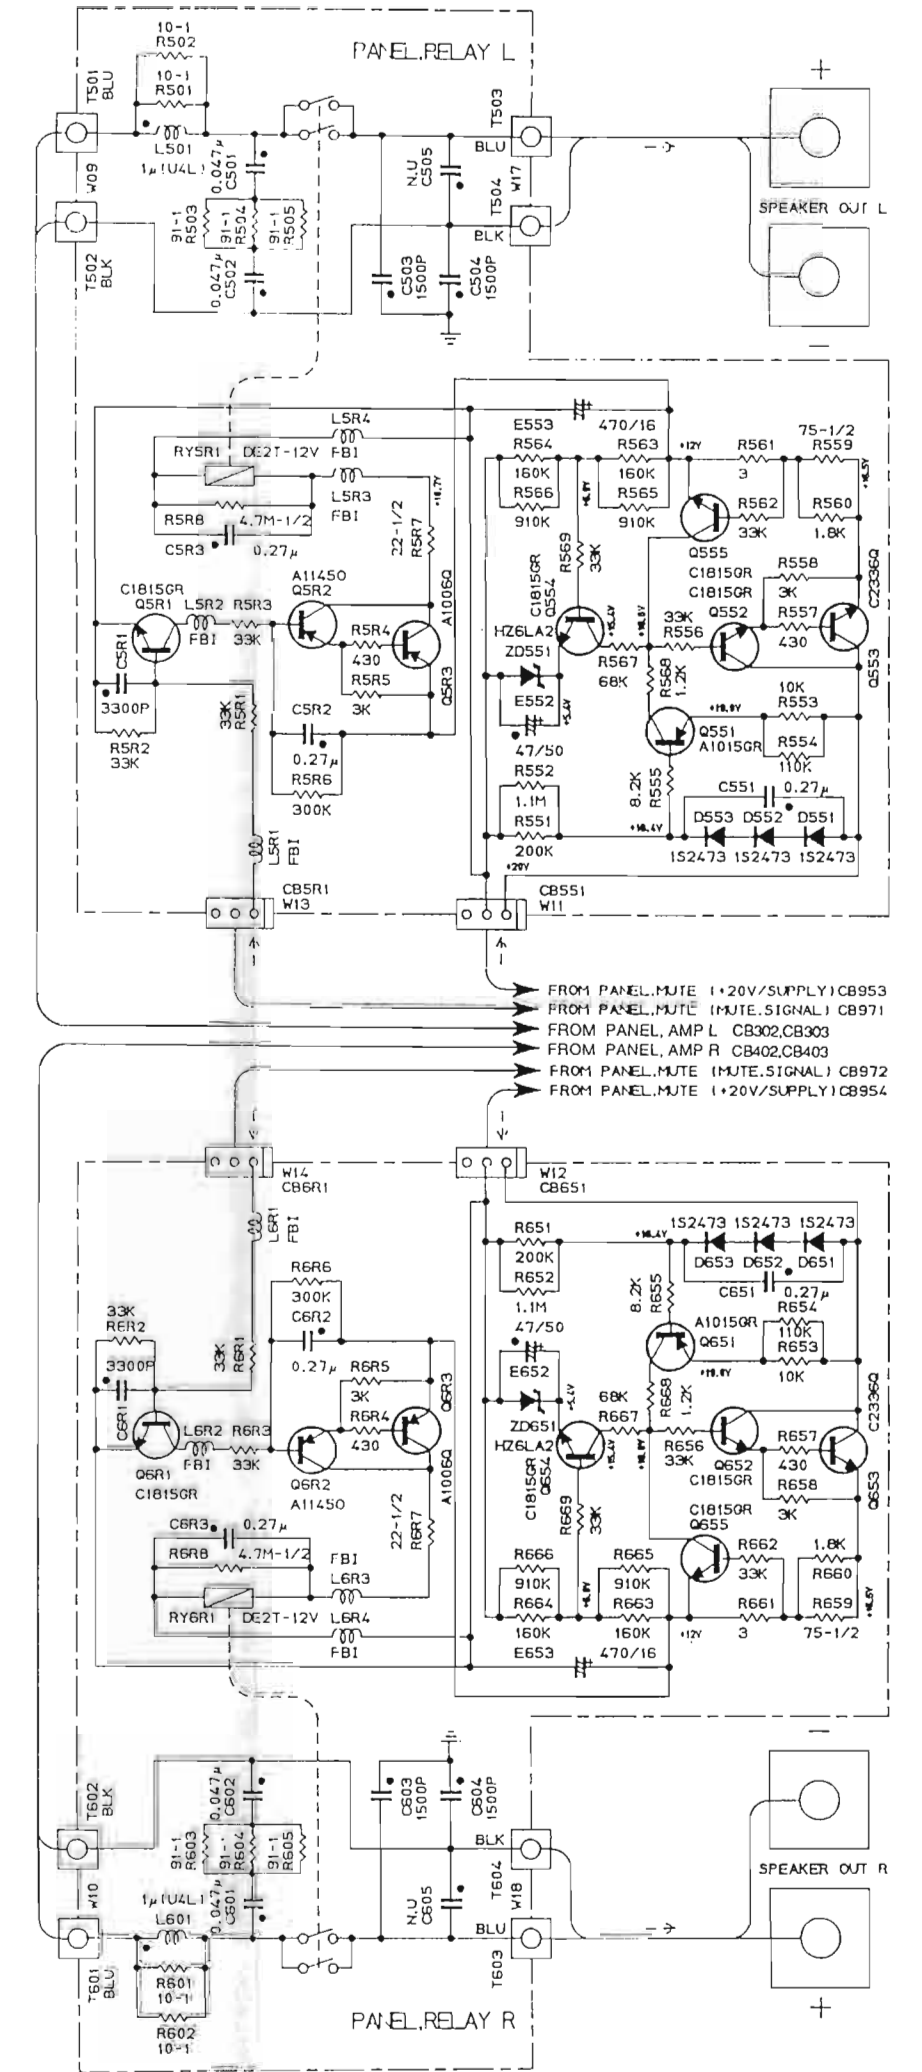 PANEL,RELAY L
10-1
R502
10-1
R501
T501
BLU
L501
1µ(U4L)
W09
T502
BLK
0.047µ
C501
91-1
R503
91-1
R504
91-1
R505
0.047µ
C502
N.U
C505
C503
1500P
C504
1500P
T503
BLU
T504
W17
BLK
+
SPEAKER OUT L
−
L5R4
FBI
RY5R1
DE2T-12V
L5R3
FBI
R5R8
4.7M-1/2
C5R3
0.27µ
22-1/2
R5R7
+18.7V
C1815GR
Q5R1
L5R2
FBI
R5R3
33K
A1145O
Q5R2
R5R4
430
R5R5
3K
A1006Q
Q5R3
C5R1
3300P
R5R2
33K
33K
R5R1
C5R2
0.27µ
R5R6
300K
L5R1
FBI
CB5R1
W13
E553
470/16
R564
160K
R566
910K
R563
160K
R565
910K
+12V
R561
3
75-1/2
R559
R562
33K
R560
1.8K
R569
33K
C1815GR
Q554
Q555
C1815GR
C1815GR
Q552
R558
3K
R557
430
C2336Q
Q553
HZ6LA2
ZD551
R567
68K
33K
R556
R568
1.2K
E552
47/50
+5.4V
Q551
A1015GR
10K
R553
R554
110K
R552
1.1M
R551
200K
8.2K
R555
C551
0.27µ
D553
D552
D551
1S2473
1S2473
1S2473
+18.4V
+20V
CB551
W11
FROM PANEL,MUTE (+20V/SUPPLY)CB953
FROM PANEL,MUTE (MUTE.SIGNAL) CB971
FROM PANEL,AMP L CB302,CB303
FROM PANEL,AMP R CB402,CB403
FROM PANEL,MUTE (MUTE.SIGNAL) CB972
FROM PANEL,MUTE (+20V/SUPPLY)CB954
W14
CB6R1
W12
CB651
L6R1
FBI
R6R6
300K
C6R2
0.27µ
33K
R6R2
3300P
C6R1
33K
R6R1
R6R5
3K
R6R4
430
Q6R3
A1006Q
L6R2
FBI
R6R3
33K
Q6R1
C1815GR
Q6R2
A1145O
C6R3
0.27µ
R6R8
4.7M-1/2
RY6R1
DE2T-12V
FBI
L6R3
L6R4
FBI
22-1/2
R6R7
R651
200K
R652
1.1M
47/50
E652
+18.4V
1S2473
1S2473
1S2473
D653
D652
D651
C651
0.27µ
8.2K
R655
A1015GR
Q651
R654
110K
R653
10K
ZD651
HZ6LA2
+5.4V
68K
R667
R668
1.2K
R656
33K
Q652
C1815GR
R657
430
R658
3K
C2336Q
Q653
C1815GR
Q654
R669
33K
C1815GR
Q655
R662
33K
1.8K
R660
R666
910K
R664
160K
R665
910K
R663
160K
+12V
R661
3
R659
75-1/2
E653
470/16
T602
BLK
W10
T601
BLU
0.047µ
C602
91-1
R603
91-1
R604
91-1
R605
0.047µ
C601
1µ(U4L)
L601
R601
10-1
R602
10-1
C603
1500P
C604
1500P
N.U
C605
BLK
T604
W18
BLU
T603
PANEL,RELAY R
−
SPEAKER OUT R
+